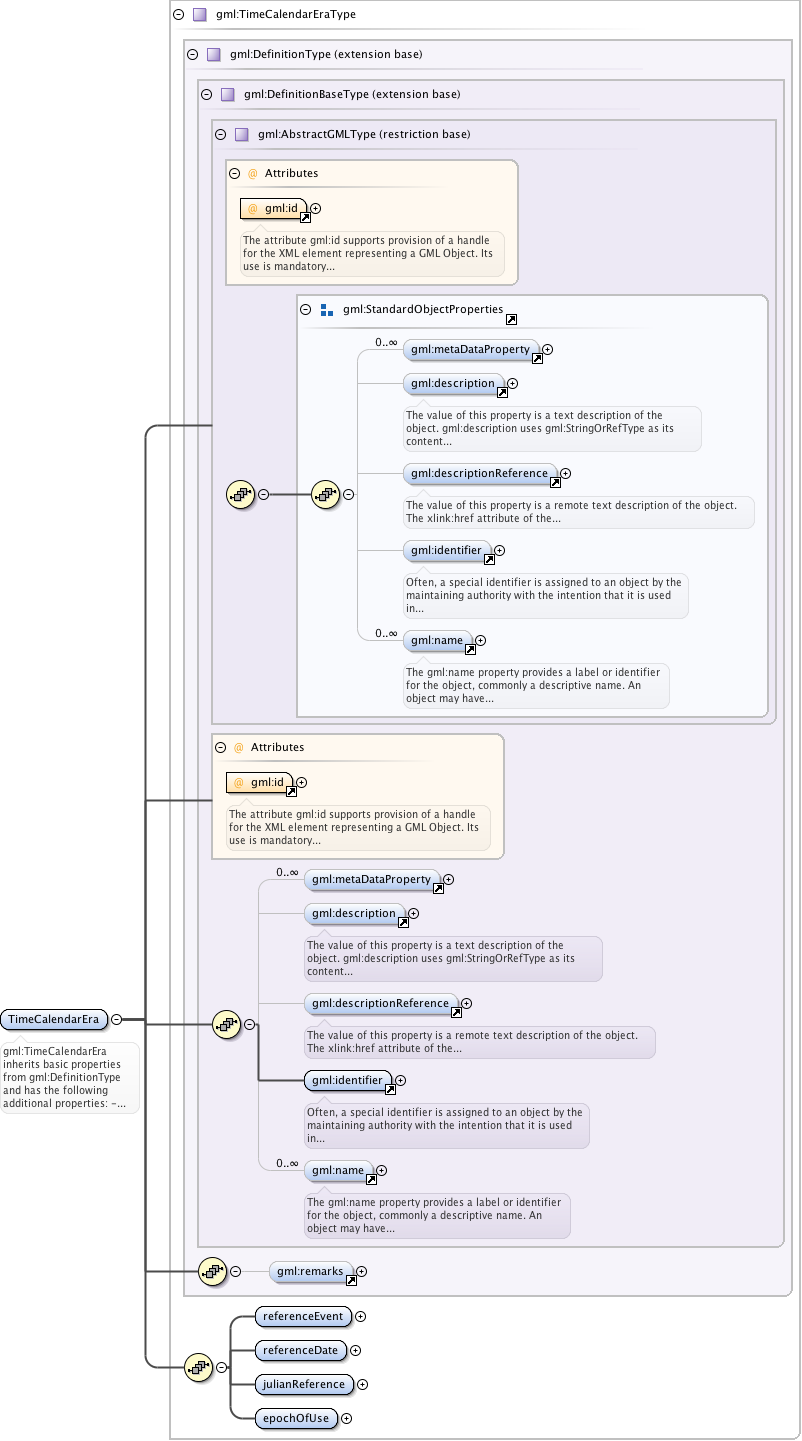 gml:TimeCalendarEraType
gml:DefinitionType (extension base)
gml:DefinitionBaseType (extension base)
gml:AbstractGMLType (restriction base)
@ Attributes
@ gml:id
The attribute gml:id supports provision of a handle
for the XML element representing a GML Object. Its
use is mandatory...
gml:StandardObjectProperties
0..∞
gml:metaDataProperty
gml:description
The value of this property is a text description of the
object. gml:description uses gml:StringOrRefType as its
content...
gml:descriptionReference
The value of this property is a remote text description of the object.
The xlink:href attribute of the...
gml:identifier
Often, a special identifier is assigned to an object by the
maintaining authority with the intention that it is used
in...
0..∞
gml:name
The gml:name property provides a label or identifier
for the object, commonly a descriptive name. An
object may have...
@ Attributes
@ gml:id
The attribute gml:id supports provision of a handle
for the XML element representing a GML Object. Its
use is mandatory...
0..∞
gml:metaDataProperty
gml:description
The value of this property is a text description of the
object. gml:description uses gml:StringOrRefType as its
content...
gml:descriptionReference
The value of this property is a remote text description of the object.
The xlink:href attribute of the...
TimeCalendarEra
gml:TimeCalendarEra
inherits basic properties
from gml:DefinitionType
and has the following
additional properties: -...
gml:identifier
Often, a special identifier is assigned to an object by the
maintaining authority with the intention that it is used
in...
0..∞
gml:name
The gml:name property provides a label or identifier
for the object, commonly a descriptive name. An
object may have...
gml:remarks
referenceEvent
referenceDate
julianReference
epochOfUse